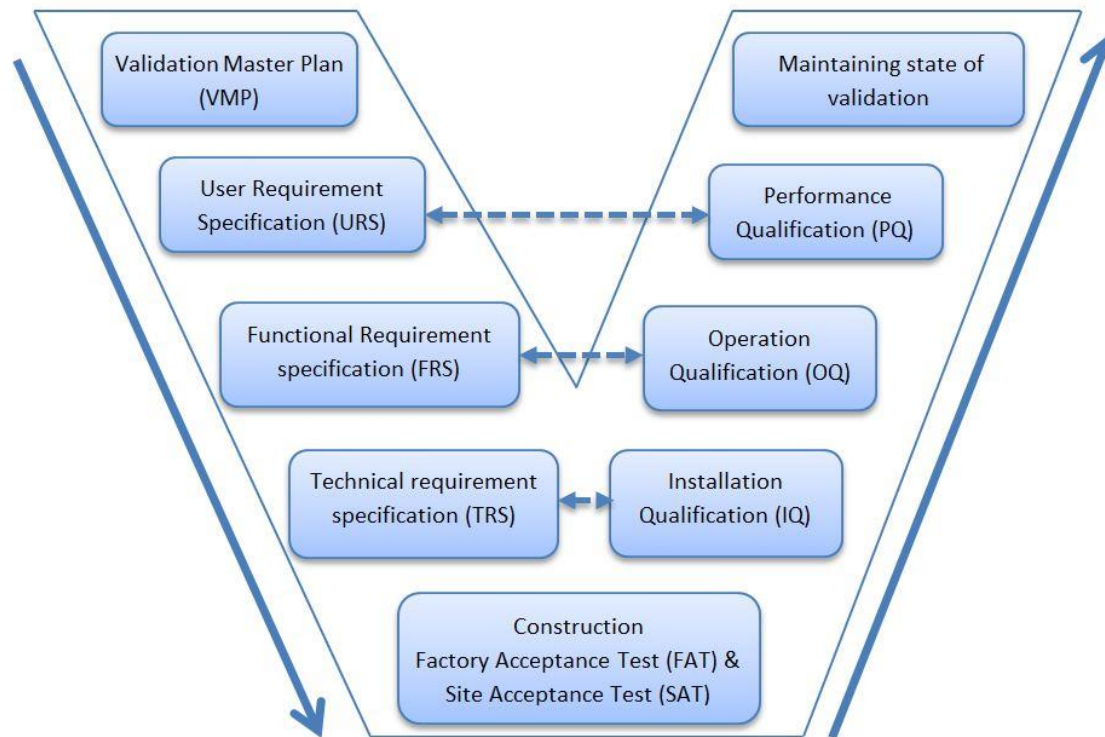 Validation Master Plan
(VMP)
Maintaining state of
validation
User Requirement
Specification (URS)
Performance
Qualification (PQ)
Functional Requirement
specification (FRS)
Operation
Qualification (OQ)
Technical requirement
specification (TRS)
Installation
Qualification (IQ)
Construction
Factory Acceptance Test (FAT) &
Site Acceptance Test (SAT)